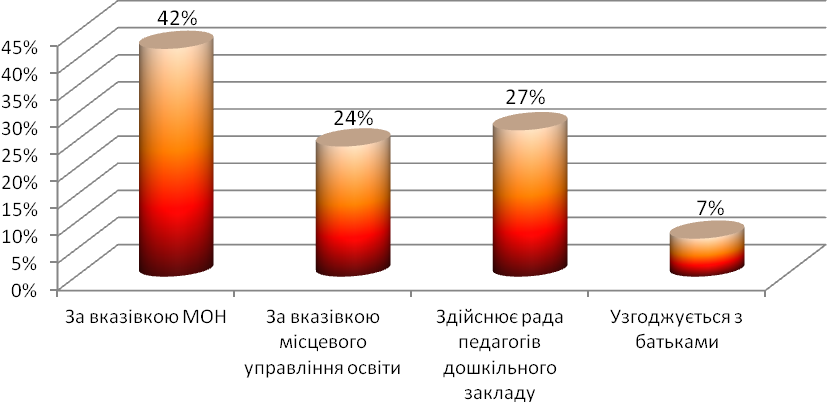 42%
24%
27%
7%
45%
40%
35%
30%
25%
20%
15%
10%
5%
0%
За вказівкою МОН
За вказівкою
місцевого
управління освіти
Здійснює рада
педагогів
дошкільного
закладу
Узгоджується з
батьками